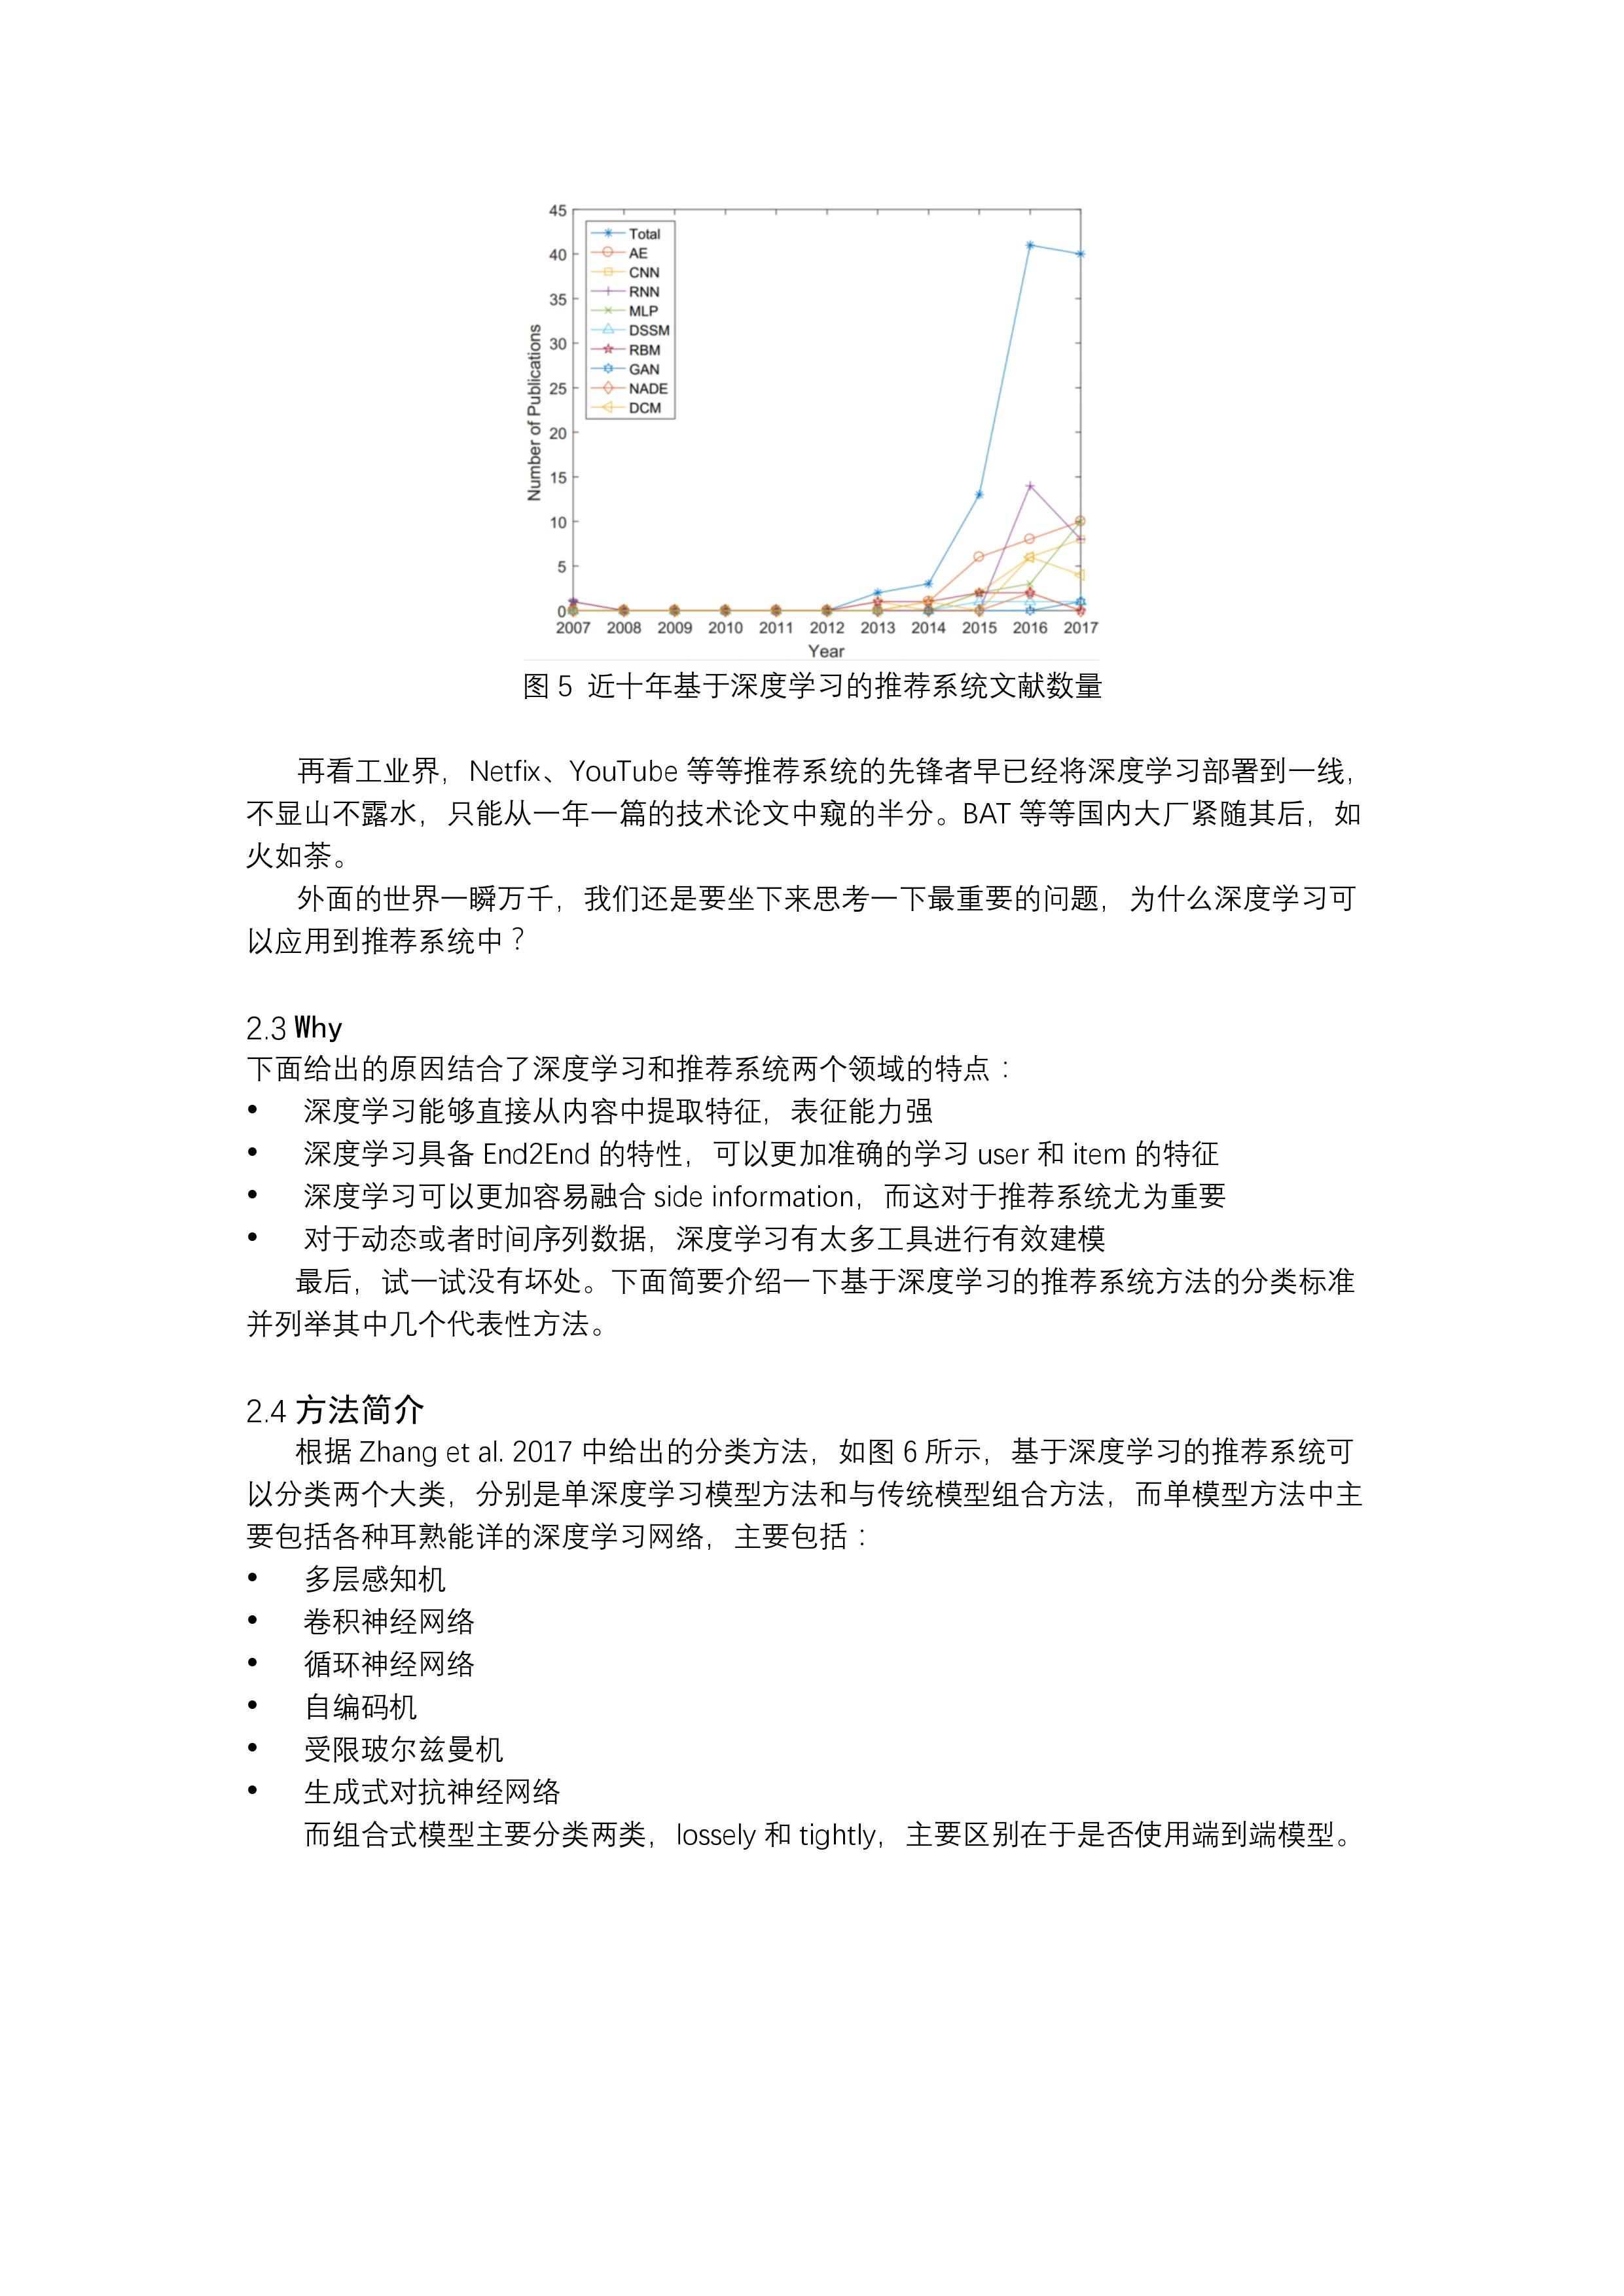 45
40
35
30
25
20
15
10
5
0
Number of Publications
Total
AE
CNN
RNN
MLP
DSSM
RBM
GAN
NADE
DCM
2007 2008 2009 2010 2011 2012 2013 2014 2015 2016 2017
Year
图 5 近十年基于深度学习的推荐系统文献数量
再看工业界，Netfix、YouTube 等等推荐系统的先锋者早已经将深度学习部署到一线，
不显山不露水，只能从一年一篇的技术论文中窥的半分。BAT 等等国内大厂紧随其后，如
火如荼。
外面的世界一瞬万千，我们还是要坐下来思考一下最重要的问题，为什么深度学习可
以应用到推荐系统中？
2.3 Why
下面给出的原因结合了深度学习和推荐系统两个领域的特点：
• 深度学习能够直接从内容中提取特征，表征能力强
• 深度学习具备 End2End 的特性，可以更加准确的学习 user 和 item 的特征
• 深度学习可以更加容易融合 side information，而这对于推荐系统尤为重要
• 对于动态或者时间序列数据，深度学习有太多工具进行有效建模
最后，试一试没有坏处。下面简要介绍一下基于深度学习的推荐系统方法的分类标准
并列举其中几个代表性方法。
2.4 方法简介
根据 Zhang et al. 2017 中给出的分类方法，如图 6 所示，基于深度学习的推荐系统可
以分类两个大类，分别是单深度学习模型方法和与传统模型组合方法，而单模型方法中主
要包括各种耳熟能详的深度学习网络，主要包括：
• 多层感知机
• 卷积神经网络
• 循环神经网络
• 自编码机
• 受限玻尔兹曼机
• 生成式对抗神经网络
而组合式模型主要分类两类，lossely 和 tightly，主要区别在于是否使用端到端模型。